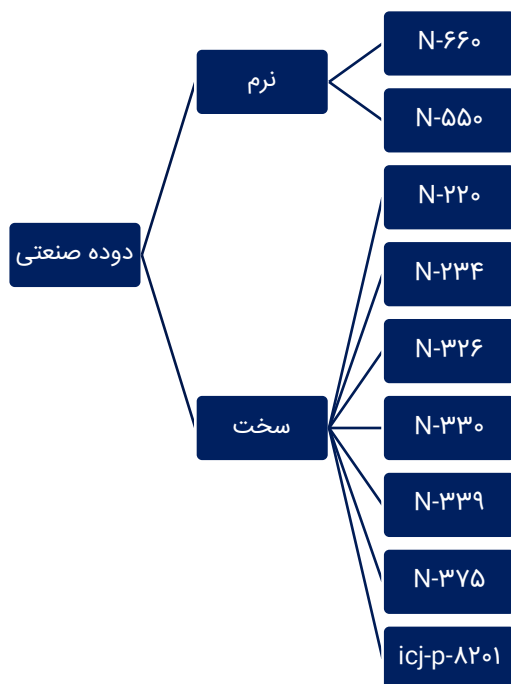 دوده صنعتی
نرم
N-۶۶۰
N-۵۵۰
سخت
N-۲۲۰
N-۲۳۴
N-۳۲۶
N-۳۳۰
N-۳۳۹
N-۳۷۵
icj-p-۸۲۰۱